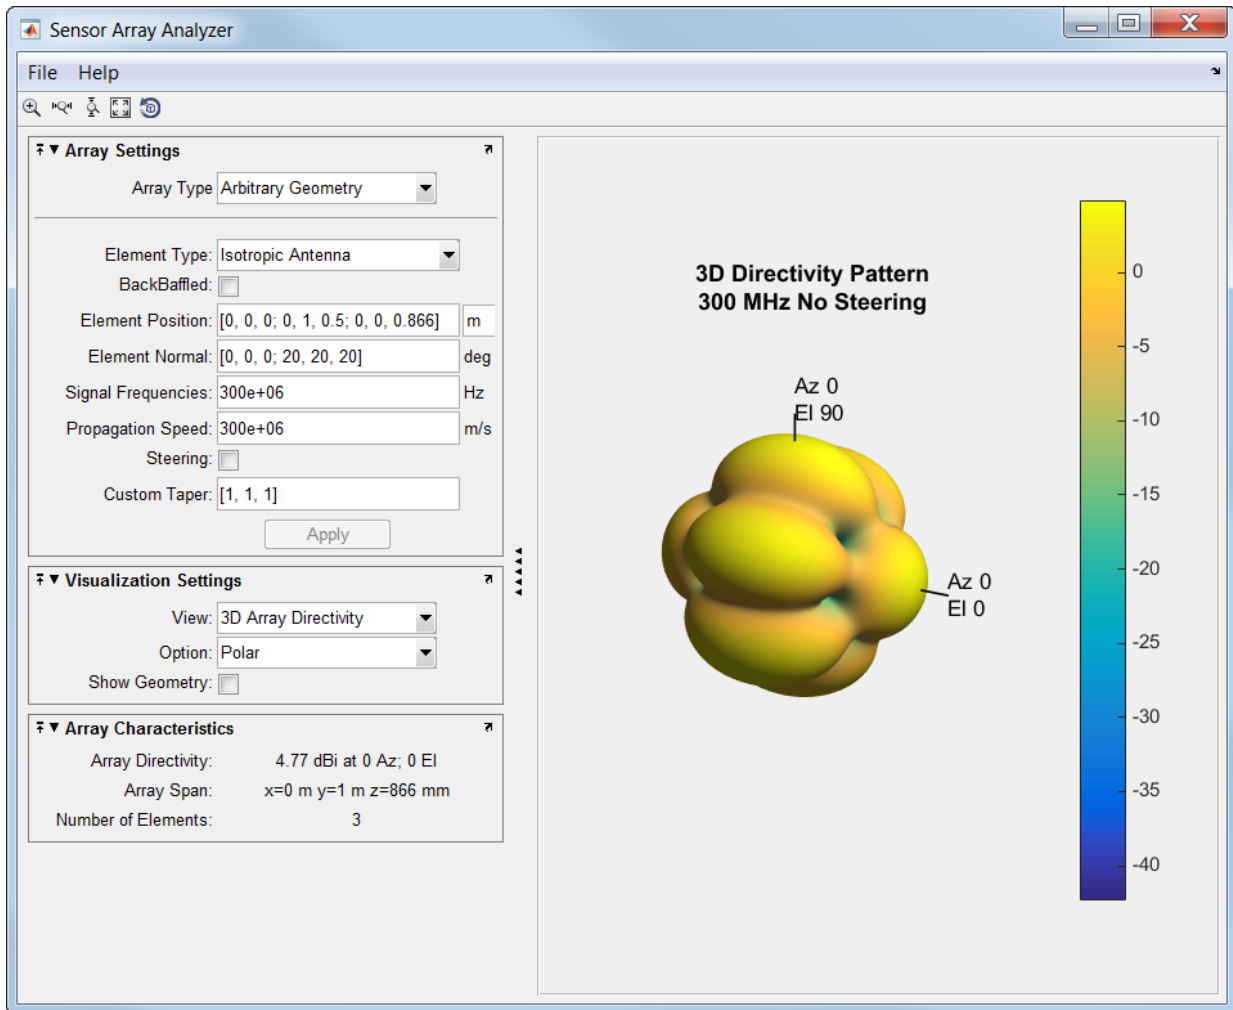 Sensor Array Analyzer
File Help
Array Settings
Array Type Arbitrary Geometry
Element Type: Isotropic Antenna
BackBaffled:
Element Position: [0, 0, 0; 0, 1, 0.5; 0, 0, 0.866] m
Element Normal: [0, 0, 0; 20, 20, 20] deg
Signal Frequencies: 300e+06 Hz
Propagation Speed: 300e+06 m/s
Steering:
Custom Taper: [1, 1, 1]
Apply
Visualization Settings
View: 3D Array Directivity
Option: Polar
Show Geometry:
Array Characteristics
Array Directivity: 4.77 dBi at 0 Az; 0 El
Array Span: x=0 m y=1 m z=866 mm
Number of Elements: 3
3D Directivity Pattern
300 MHz No Steering
Az 0
El 90
Az 0
El 0
0
-5
-10
-15
-20
-25
-30
-35
-40